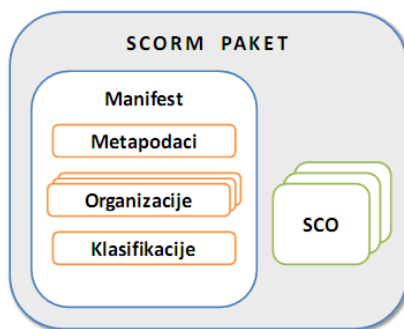 SCORM PAKET
Manifest
Metapodaci
Organizacije
Klasifikacije
SCO